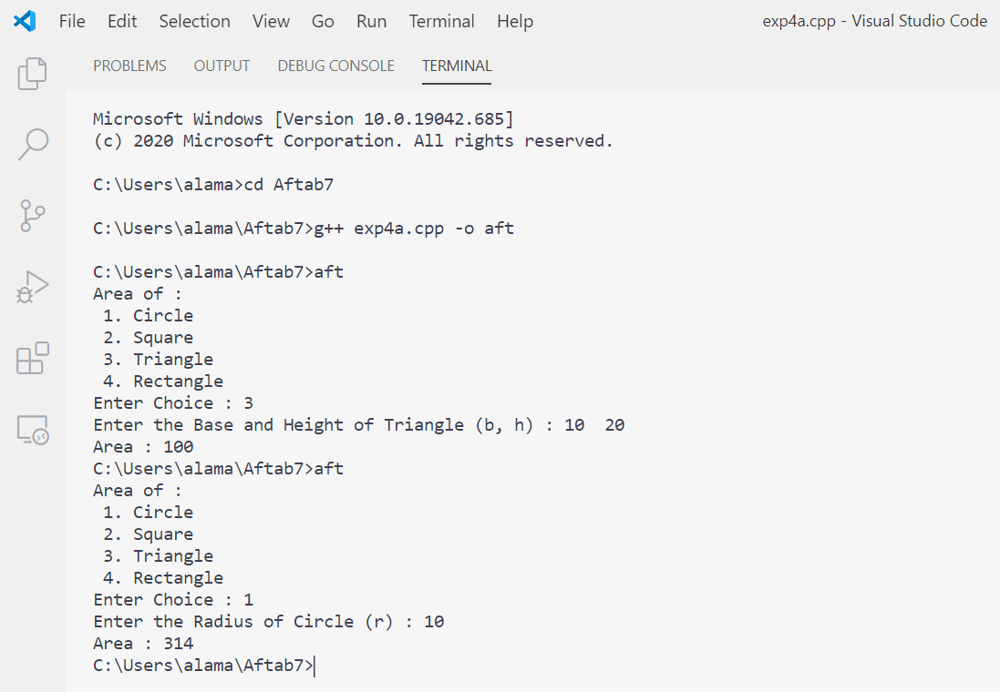 File Edit Selection View Go Run Terminal Help exp4a.cpp - Visual Studio Code
PROBLEMS OUTPUT DEBUG CONSOLE TERMINAL
Microsoft Windows [Version 10.0.19042.685]
(c) 2020 Microsoft Corporation. All rights reserved.
C:\Users\alama>cd Aftab7
C:\Users\alama\Aftab7>g++ exp4a.cpp -o aft
C:\Users\alama\Aftab7>aft
Area of :
 1. Circle
 2. Square
 3. Triangle
 4. Rectangle
Enter Choice : 3
Enter the Base and Height of Triangle (b, h) : 10  20
Area : 100
C:\Users\alama\Aftab7>aft
Area of :
 1. Circle
 2. Square
 3. Triangle
 4. Rectangle
Enter Choice : 1
Enter the Radius of Circle (r) : 10
Area : 314
C:\Users\alama\Aftab7>